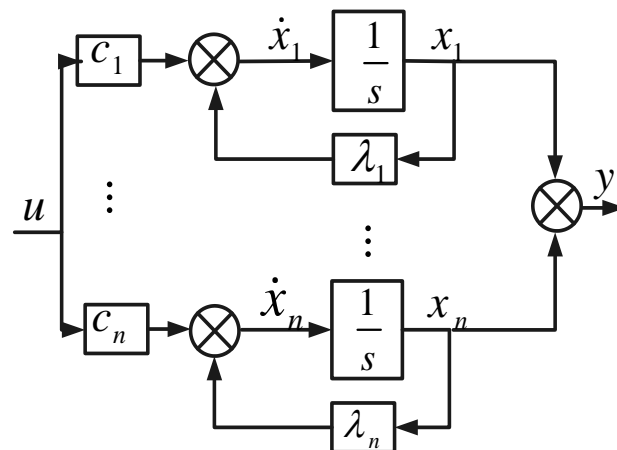 c₁
ẋ₁
1
s
x₁
λ₁
u
⋮
⋮
y
cₙ
ẋₙ
1
s
xₙ
λₙ